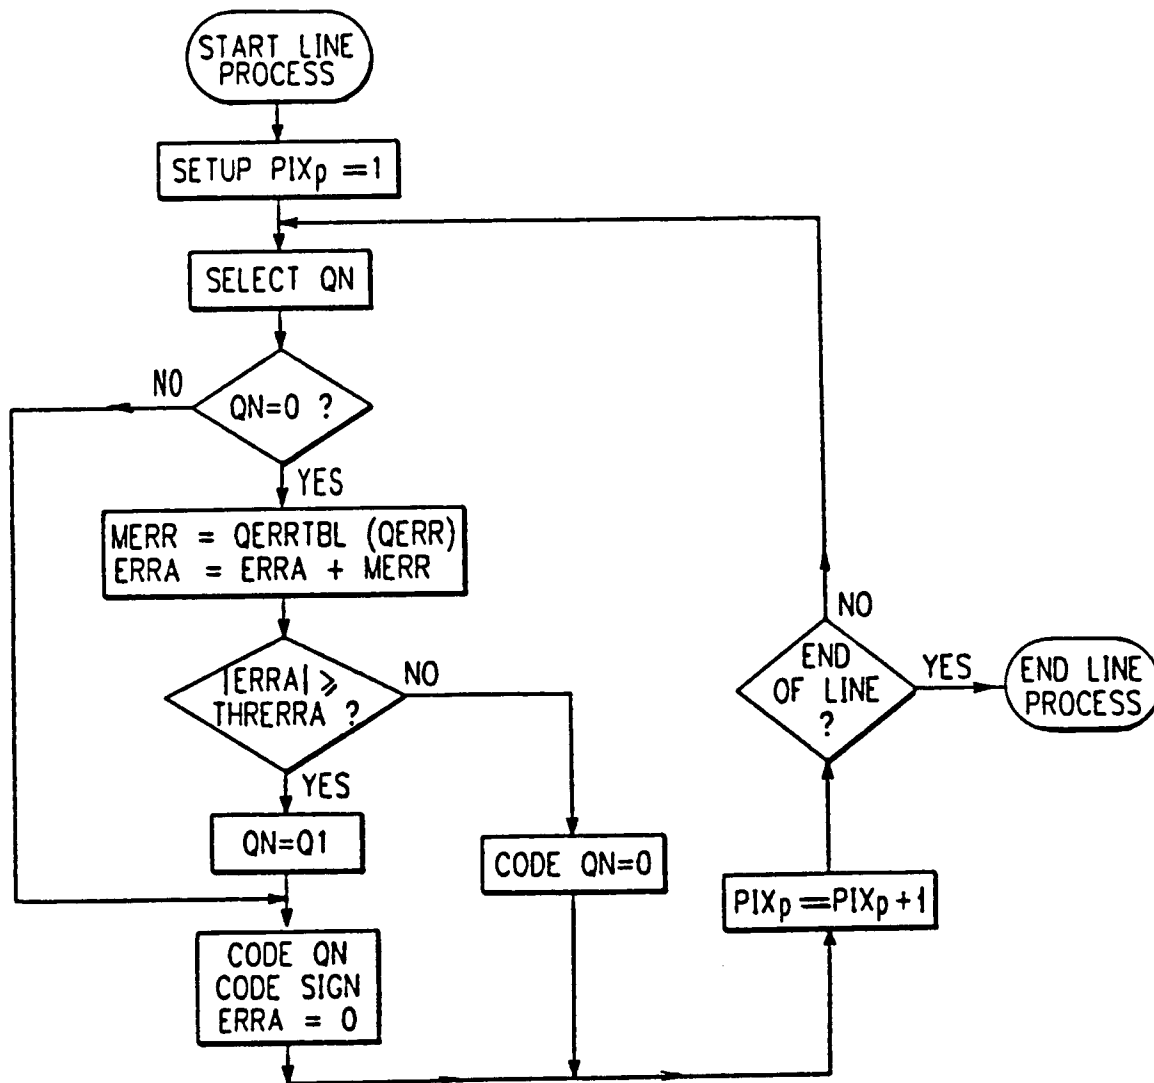 START LINE
PROCESS
SETUP PIXp = 1
SELECT QN
QN=0 ?
NO
YES
MERR = QERRTBL (QERR)
ERRA = ERRA + MERR
|ERRA| ⩾
THRERRA ?
NO
YES
QN=Q1
CODE QN=0
CODE QN
CODE SIGN
ERRA = 0
PIXp = PIXp + 1
END
OF LINE
?
NO
YES
END LINE
PROCESS